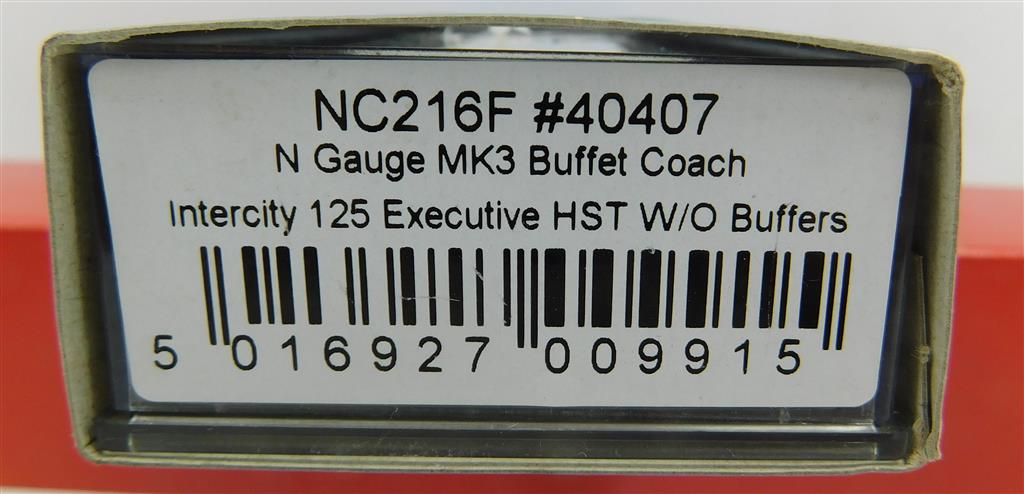 NC216F #40407
N Gauge MK3 Buffet Coach
Intercity 125 Executive HST W/O Buffers
5 016927 009915